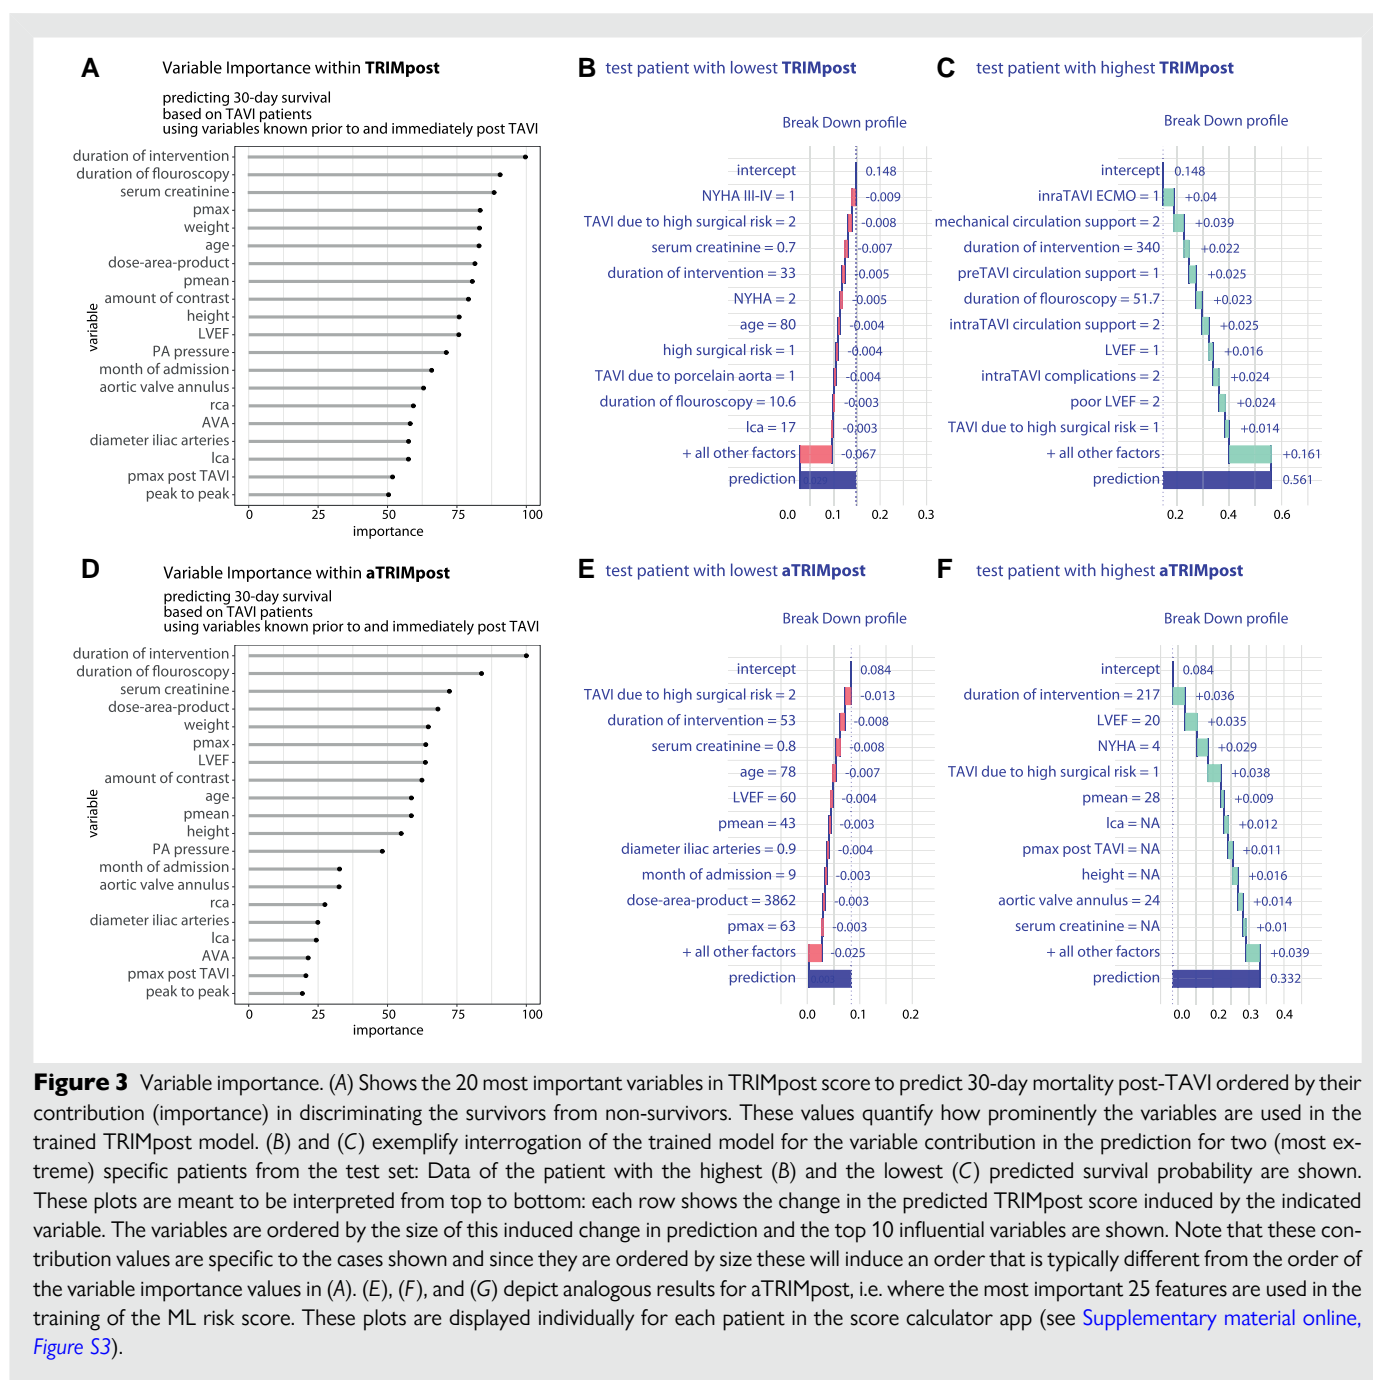 A
Variable Importance within TRIMpost
predicting 30-day survival
based on TAVI patients
using variables known prior to and immediately post TAVI
duration of intervention
duration of flouroscopy
serum creatinine
pmax
weight
age
dose-area-product
pmean
amount of contrast
height
LVEF
PA pressure
month of admission
aortic valve annulus
rca
AVA
diameter iliac arteries
lca
pmax post TAVI
peak to peak
variable
0 25 50 75 100
importance
B test patient with lowest TRIMpost
Break Down profile
intercept 0.148
NYHA III-IV = 1 -0.009
TAVI due to high surgical risk = 2 -0.008
serum creatinine = 0.7 -0.007
duration of intervention = 33 -0.005
NYHA = 2 -0.005
age = 80 -0.004
high surgical risk = 1 -0.004
TAVI due to porcelain aorta = 1 -0.004
duration of flouroscopy = 10.6 -0.003
lca = 17 -0.003
+ all other factors -0.067
prediction
0.0 0.1 0.2 0.3
C test patient with highest TRIMpost
Break Down profile
intercept 0.148
inraTAVI ECMO = 1 +0.04
mechanical circulation support = 2 +0.039
duration of intervention = 340 +0.022
preTAVI circulation support = 1 +0.025
duration of flouroscopy = 51.7 +0.023
intraTAVI circulation support = 2 +0.025
LVEF = 1 +0.016
intraTAVI complications = 2 +0.024
poor LVEF = 2 +0.024
TAVI due to high surgical risk = 1 +0.014
+ all other factors +0.161
prediction 0.561
0.2 0.4 0.6
D
Variable Importance within aTRIMpost
predicting 30-day survival
based on TAVI patients
using variables known prior to and immediately post TAVI
duration of intervention
duration of flouroscopy
serum creatinine
dose-area-product
weight
pmax
LVEF
amount of contrast
age
pmean
height
PA pressure
month of admission
aortic valve annulus
rca
diameter iliac arteries
lca
AVA
pmax post TAVI
peak to peak
variable
0 25 50 75 100
importance
E test patient with lowest aTRIMpost
Break Down profile
intercept 0.084
TAVI due to high surgical risk = 2 -0.013
duration of intervention = 53 -0.008
serum creatinine = 0.8 -0.008
age = 78 -0.007
LVEF = 60 -0.004
pmean = 43 -0.003
diameter iliac arteries = 0.9 -0.004
month of admission = 9 -0.003
dose-area-product = 3862 -0.003
pmax = 63 -0.003
+ all other factors -0.025
prediction
0.0 0.1 0.2
F test patient with highest aTRIMpost
Break Down profile
intercept 0.084
duration of intervention = 217 +0.036
LVEF = 20 +0.035
NYHA = 4 +0.029
TAVI due to high surgical risk = 1 +0.038
pmean = 28 +0.009
lca = NA +0.012
pmax post TAVI = NA +0.011
height = NA +0.016
aortic valve annulus = 24 +0.014
serum creatinine = NA +0.01
+ all other factors +0.039
prediction 0.332
0.0 0.2 0.3 0.4
Figure 3 Variable importance. (A) Shows the 20 most important variables in TRIMpost score to predict 30-day mortality post-TAVI ordered by their
contribution (importance) in discriminating the survivors from non-survivors. These values quantify how prominently the variables are used in the
trained TRIMpost model. (B) and (C) exemplify interrogation of the trained model for the variable contribution in the prediction for two (most ex-
treme) specific patients from the test set: Data of the patient with the highest (B) and the lowest (C) predicted survival probability are shown.
These plots are meant to be interpreted from top to bottom: each row shows the change in the predicted TRIMpost score induced by the indicated
variable. The variables are ordered by the size of this induced change in prediction and the top 10 influential variables are shown. Note that these con-
tribution values are specific to the cases shown and since they are ordered by size these will induce an order that is typically different from the order of
the variable importance values in (A). (E), (F), and (G) depict analogous results for aTRIMpost, i.e. where the most important 25 features are used in the
training of the ML risk score. These plots are displayed individually for each patient in the score calculator app (see Supplementary material online,
Figure S3).